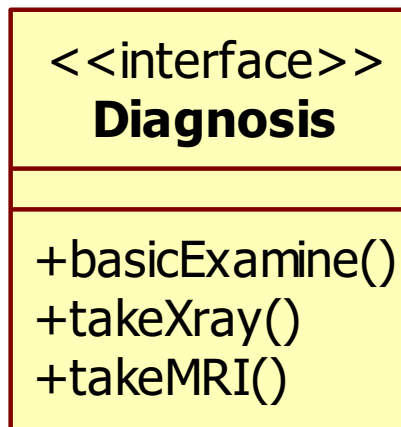 <<interface>>
Diagnosis
+basicExamine()
+takeXray()
+takeMRI()